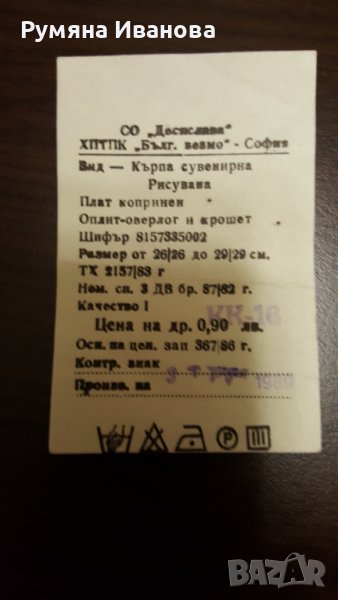 Румяна Иванова
СО „Десислава"
ХПТПК „Бълг. везмо" - София
Вид — Кърпа сувенирна
Рисувана
Плат копринен
Оплит-оверлог и крошет
Шифър 8157335002
Размер от 26|26 до 29|29 см.
ТХ 2157/83 г
Ном. сп. 3 ДВ бр. 87/82 г.
Качество I
КК-16
Цена на др. 0,90 лв.
Осн. на цен. зап 367/86 г.
Контр. знак
Произв. на
P
BAZAR